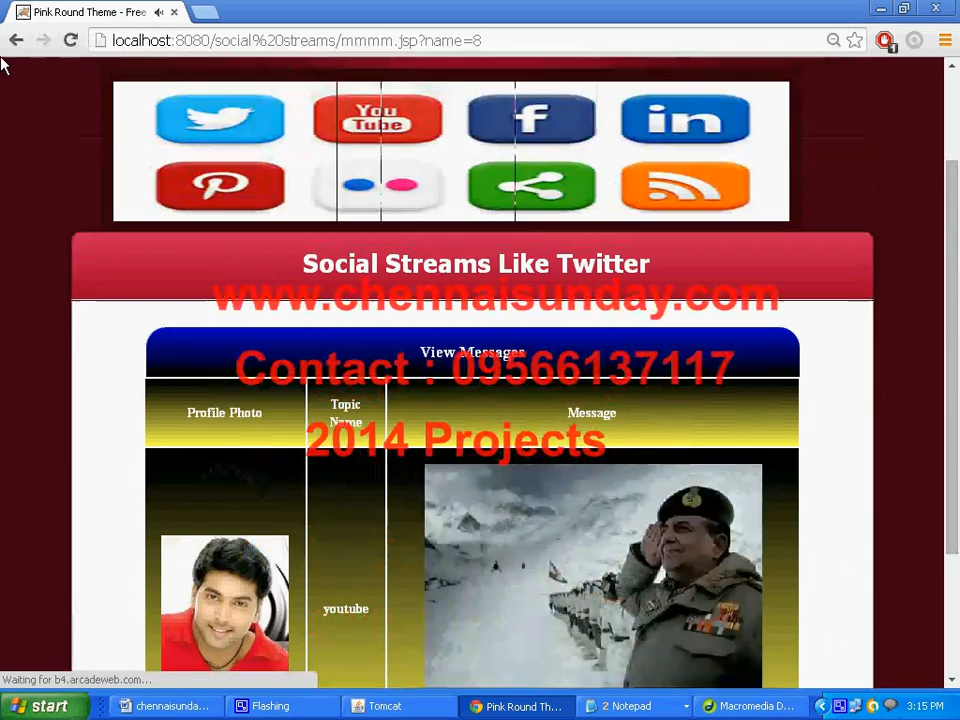 Pink Round Theme - Free
localhost:8080/social%20streams/mmmm.jsp?name=8
1
You
Tube
f
in
Social Streams Like Twitter
www.chennaisunday.com
View Messages
Contact : 09566137117
Profile Photo
Topic
Name
Message
2014 Projects
youtube
Waiting for b4.arcadeweb.com...
start
chennaisunda...
Flashing
Tomcat
Pink Round Th...
2 Notepad
Macromedia D...
3:15 PM